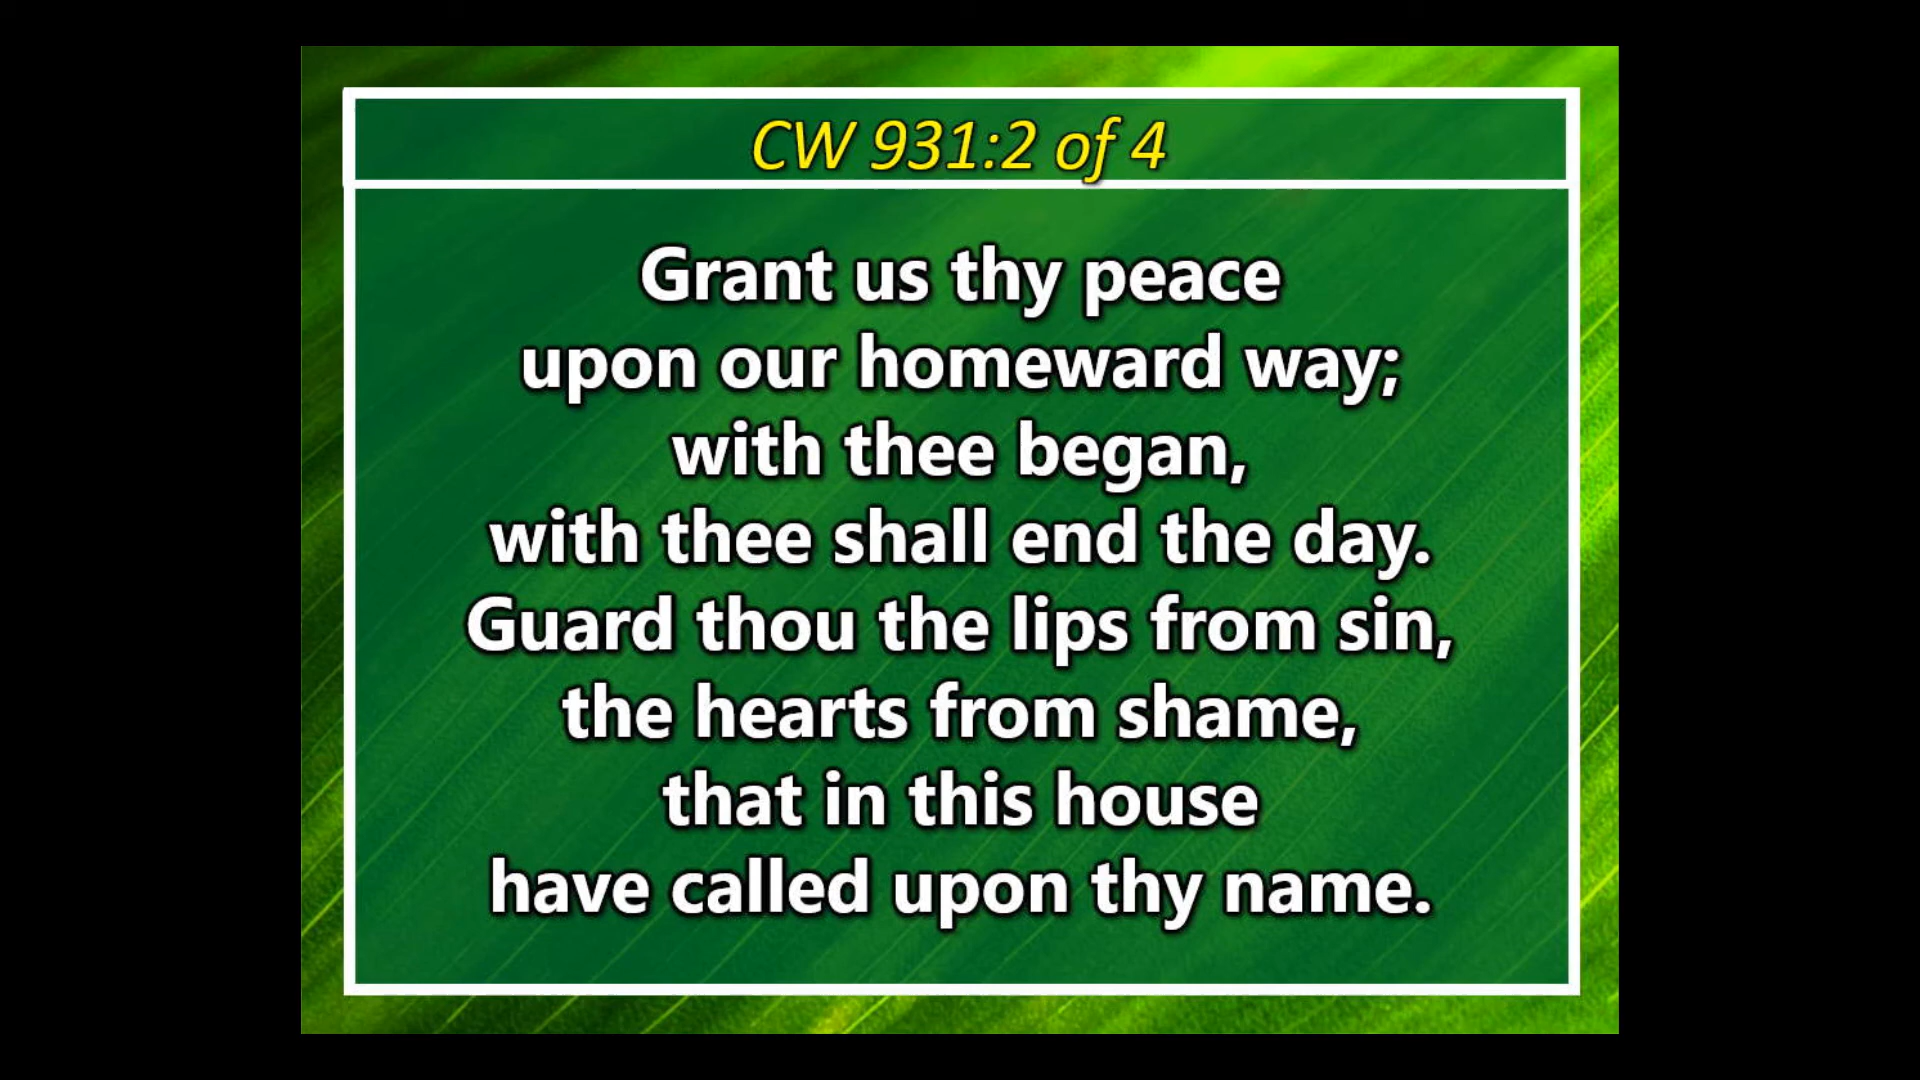 CW 931:2 of 4
Grant us thy peace
upon our homeward way;
with thee began,
with thee shall end the day.
Guard thou the lips from sin,
the hearts from shame,
that in this house
have called upon thy name.